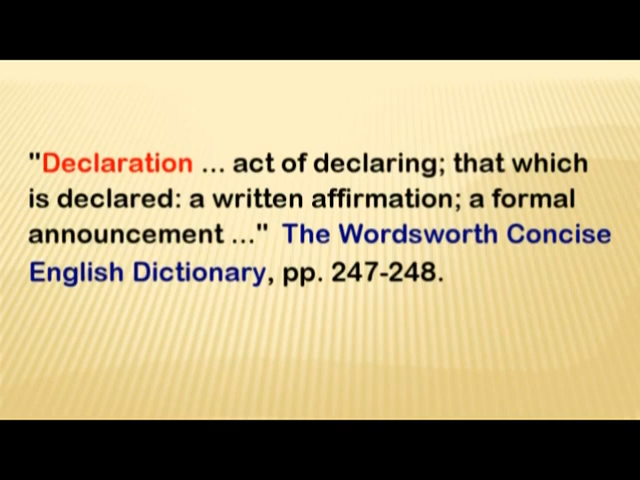 "Declaration ... act of declaring; that which
is declared: a written affirmation; a formal
announcement ..."  The Wordsworth Concise
English Dictionary, pp. 247-248.